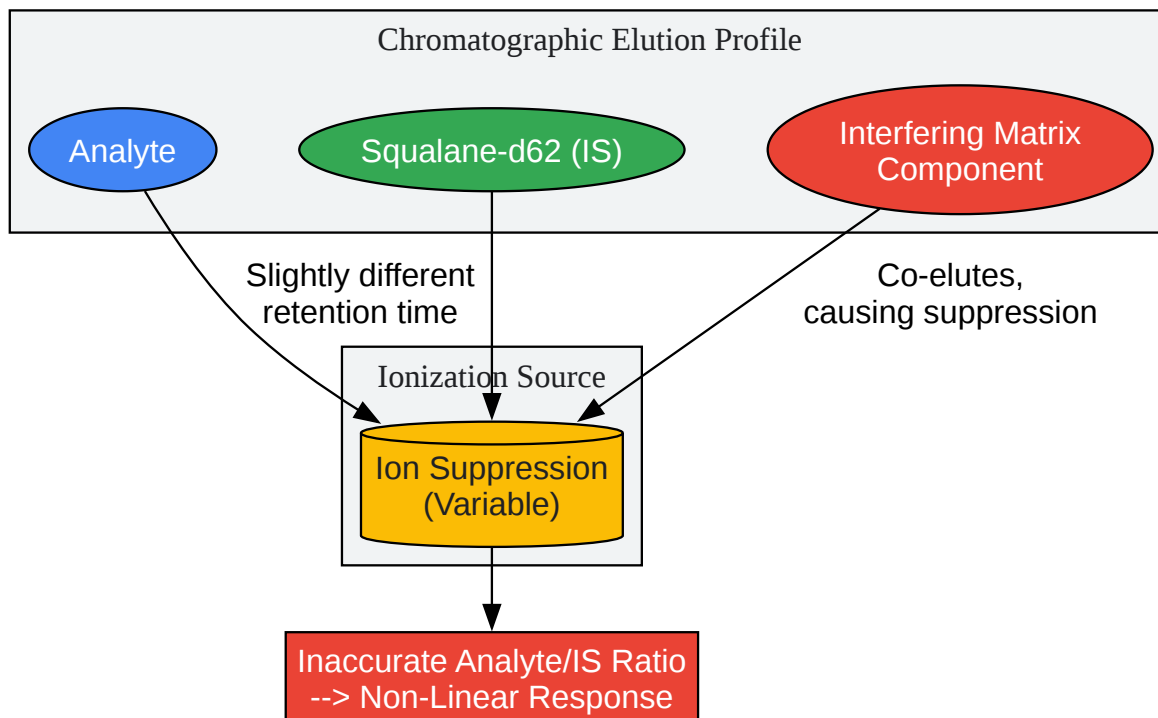 Chromatographic Elution Profile
Analyte
Squalane-d62 (IS)
Interfering Matrix
Component
Slightly different
retention time
Co-elutes,
causing suppression
Ionization Source
Ion Suppression
(Variable)
Inaccurate Analyte/IS Ratio
--> Non-Linear Response